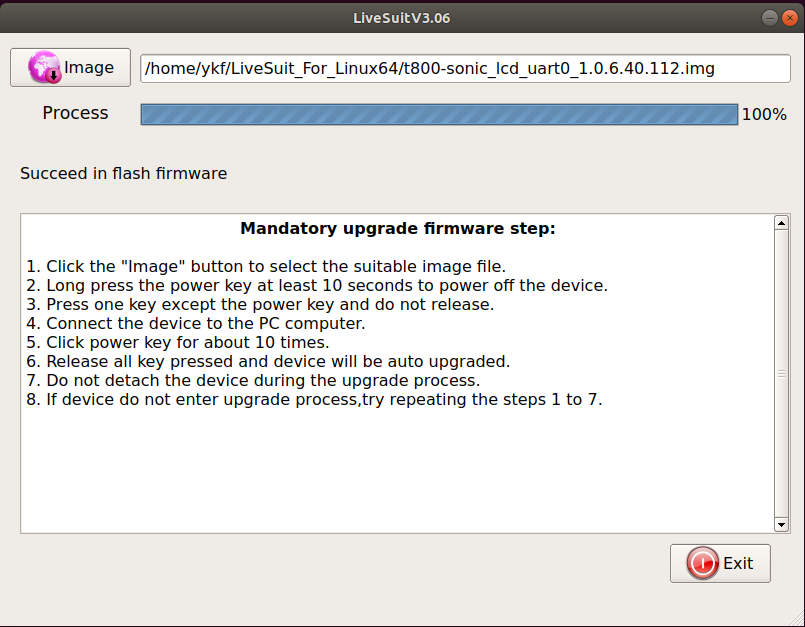 LiveSuitV3.06
Image
/home/ykf/LiveSuit_For_Linux64/t800-sonic_lcd_uart0_1.0.6.40.112.img
Process
100%
Succeed in flash firmware
Mandatory upgrade firmware step:
1. Click the "Image" button to select the suitable image file.
2. Long press the power key at least 10 seconds to power off the device.
3. Press one key except the power key and do not release.
4. Connect the device to the PC computer.
5. Click power key for about 10 times.
6. Release all key pressed and device will be auto upgraded.
7. Do not detach the device during the upgrade process.
8. If device do not enter upgrade process,try repeating the steps 1 to 7.
Exit